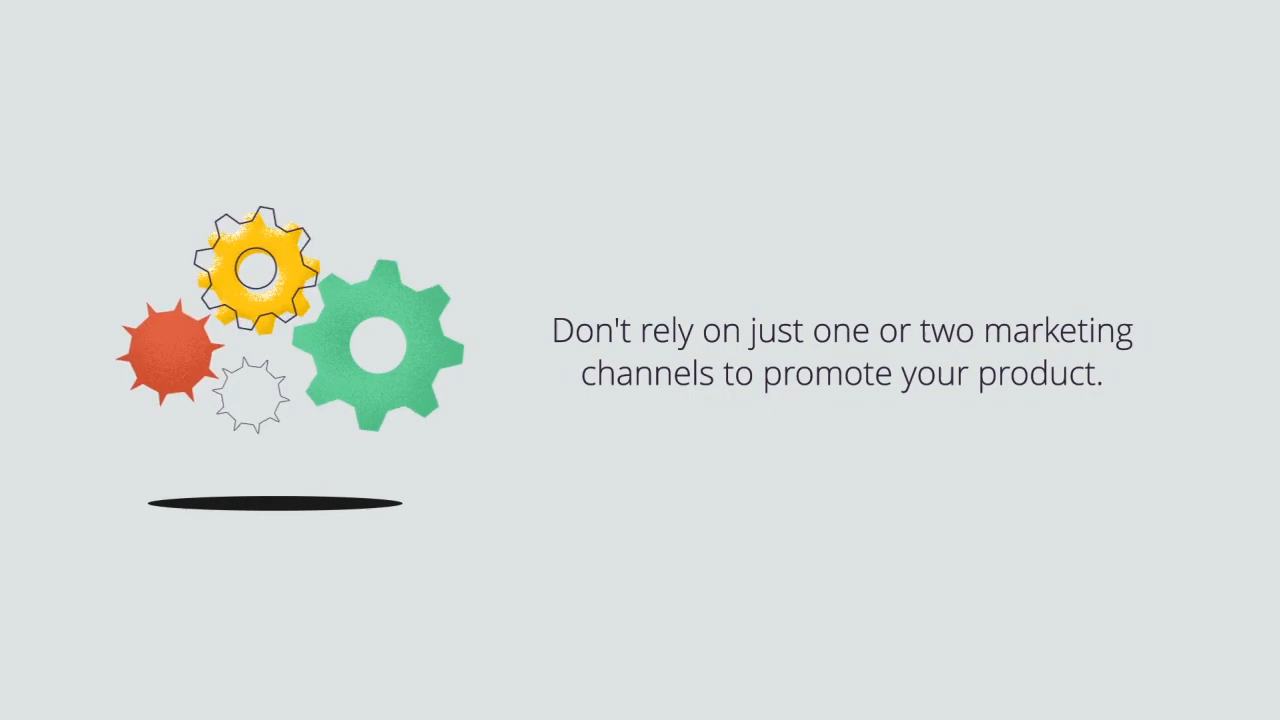 Don't rely on just one or two marketing
channels to promote your product.